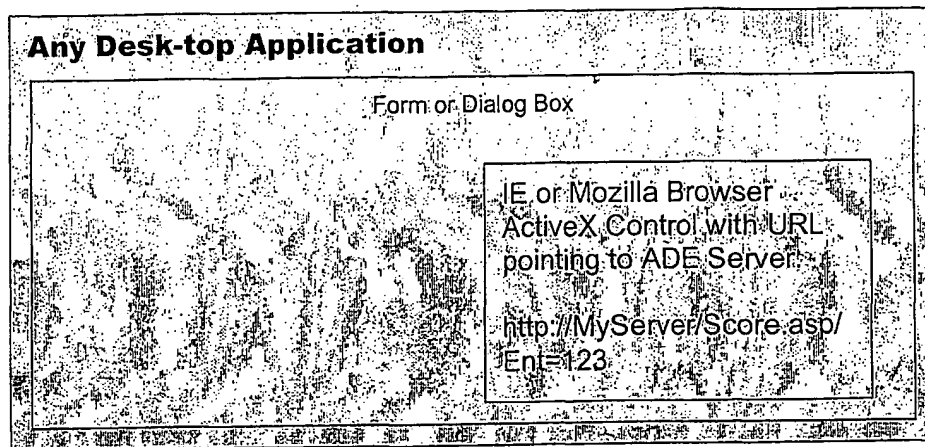 Any Desk-top Application
Form or Dialog Box
IE or Mozilla Browser
ActiveX Control with URL
pointing to ADE Server.
http://MyServer/Score.asp/
Ent=123